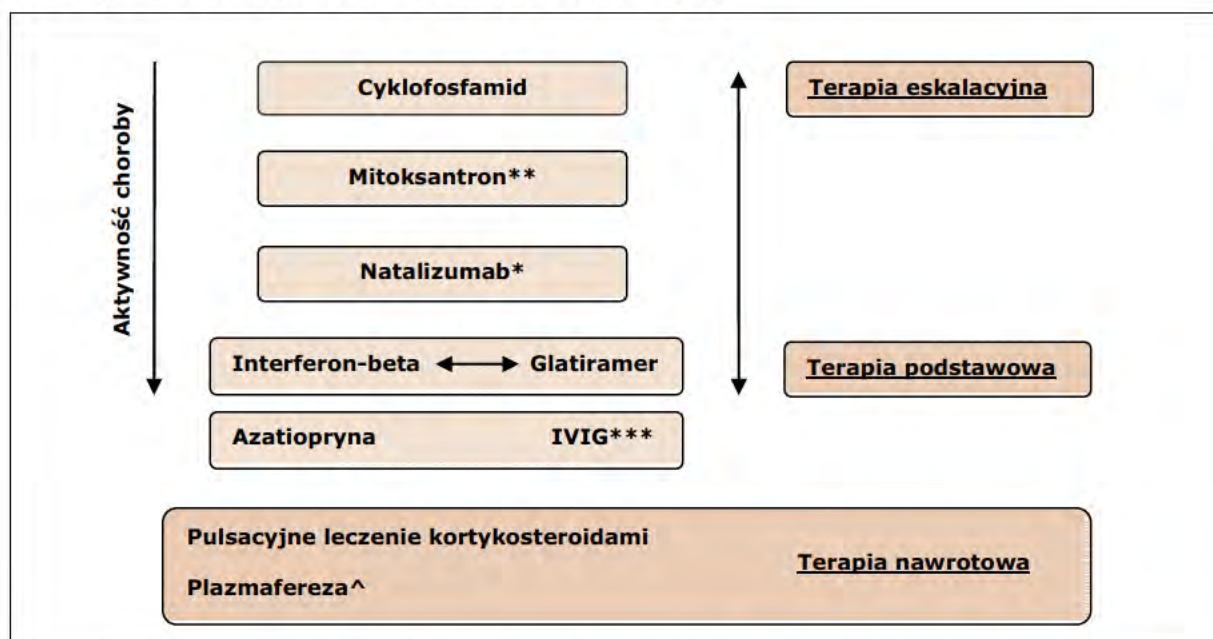 Aktywność choroby
Cyklofosfamid
Terapia eskalacyjna
Mitoksantron**
Natalizumab*
Interferon-beta Glatiramer
Terapia podstawowa
Azatiopryna IVIG***
Pulsacyjne leczenie kortykosteroidami
Terapia nawrotowa
Plazmafereza^